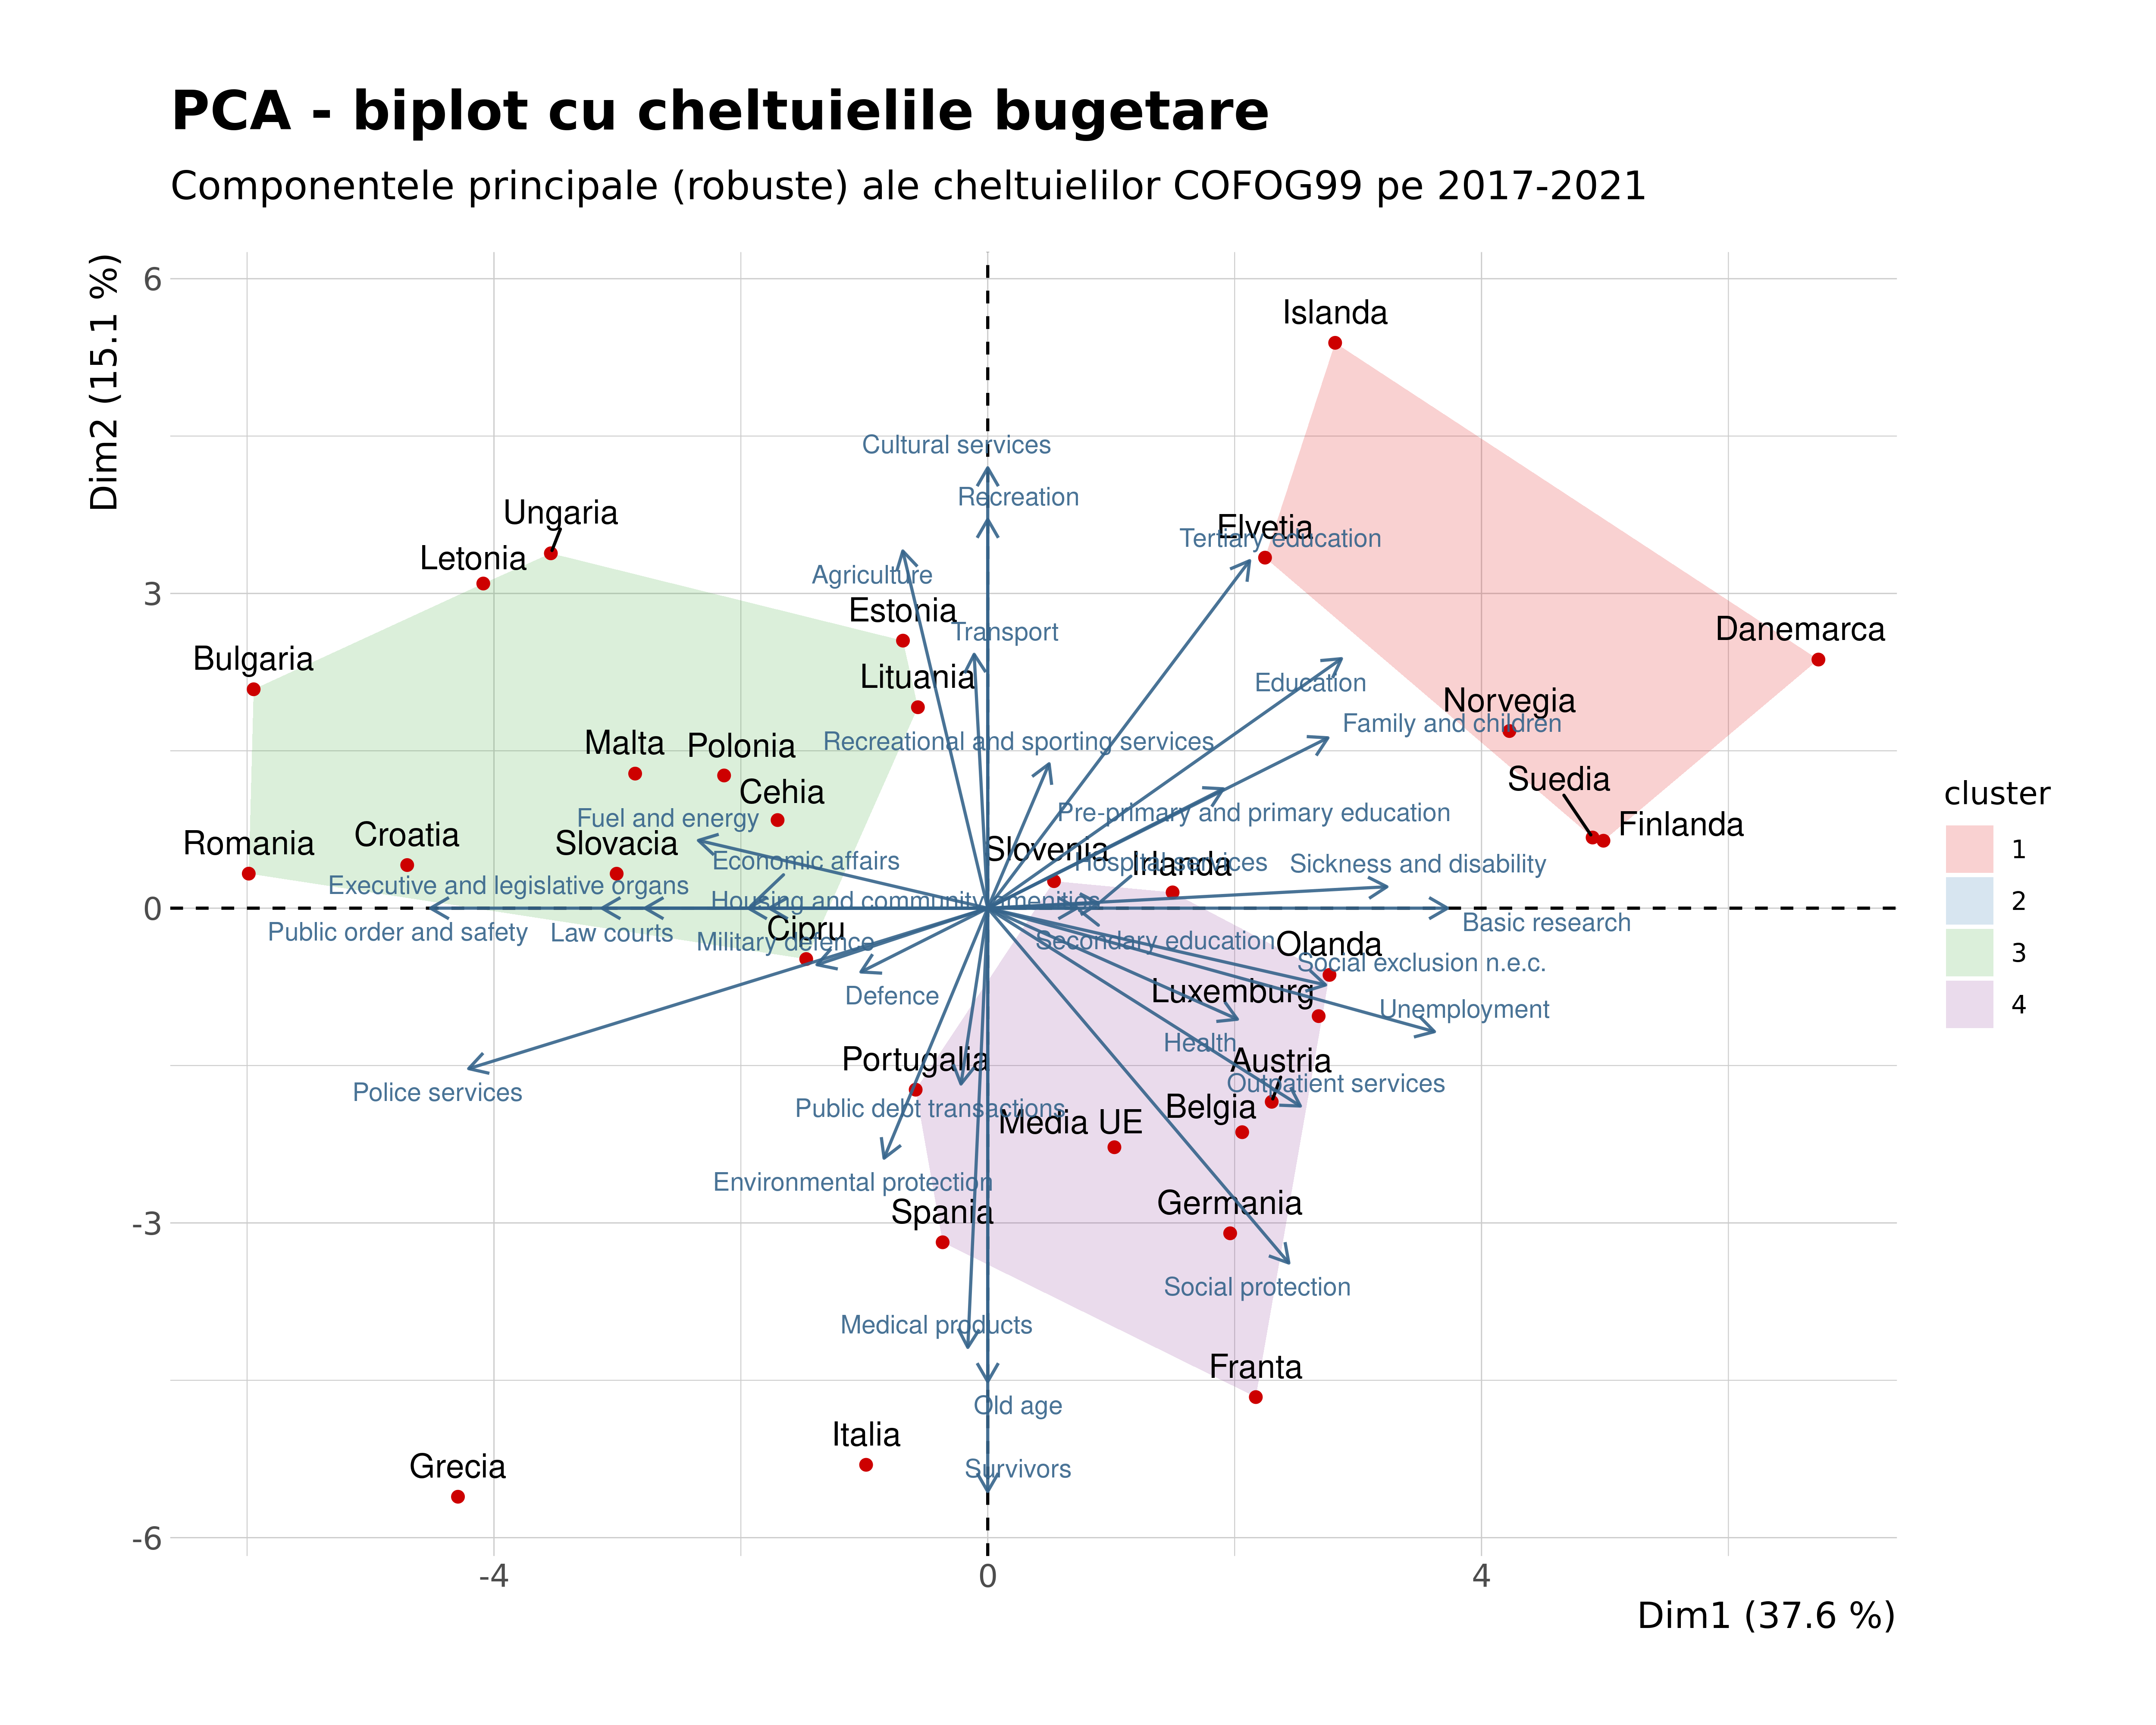 PCA - biplot cu cheltuielile bugetare
Componentele principale (robuste) ale cheltuielilor COFOG99 pe 2017-2021
Dim2 (15.1 %)
6
3
0
-3
-6
Islanda
Cultural services
Recreation
Ungaria
Elvetia
Tertiary education
Letonia
Agriculture
Estonia
Transport
Danemarca
Bulgaria
Lituania
Education
Norvegia
Family and children
Malta
Polonia
Recreational and sporting services
Suedia
Cehia
Fuel and energy
Pre-primary and primary education
Finlanda
Romania
Croatia
Slovacia
Slovenia
Economic affairs
Hospital services
Irlanda
Sickness and disability
Executive and legislative organs
Housing and community amenities
Public order and safety
Law courts
Military defence
Cipru
Basic research
Secondary education
Olanda
Social exclusion n.e.c.
Defence
Luxemburg
Unemployment
Health
Portugalia
Austria
Police services
Outpatient services
Public debt transactions
Media UE
Belgia
Environmental protection
Spania
Germania
Social protection
Medical products
Franta
Old age
Italia
Grecia
Survivors
-4
0
4
Dim1 (37.6 %)
cluster
1
2
3
4